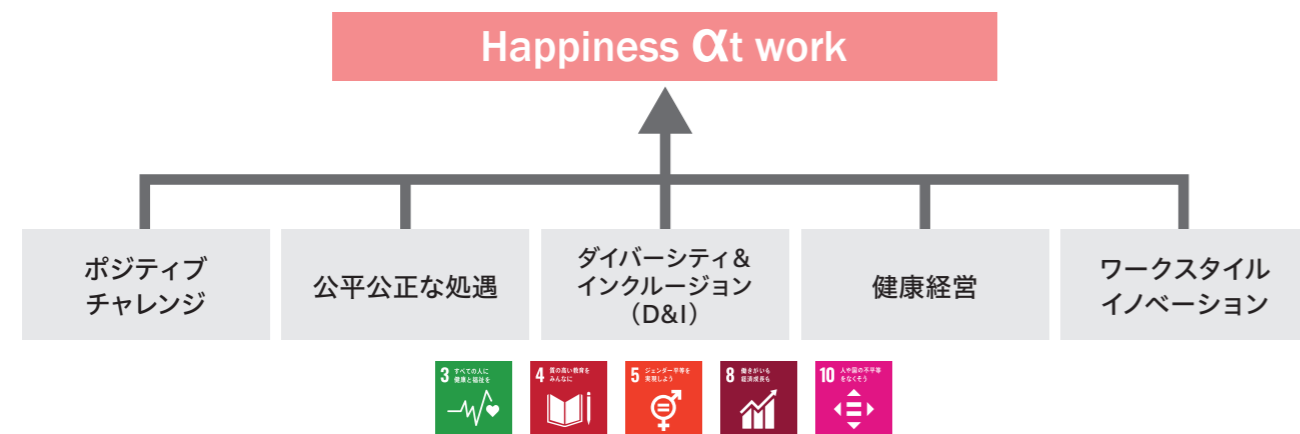 Happiness αt work
ポジティブ
チャレンジ
公平公正な処遇
ダイバーシティ&
インクルージョン
（D&I）
健康経営
ワークスタイル
イノベーション
3 すべての人に
健康と福祉を
4 質の高い教育を
みんなに
5 ジェンダー平等を
実現しよう
8 働きがいも
経済成長も
10 人や国の不平等
をなくそう